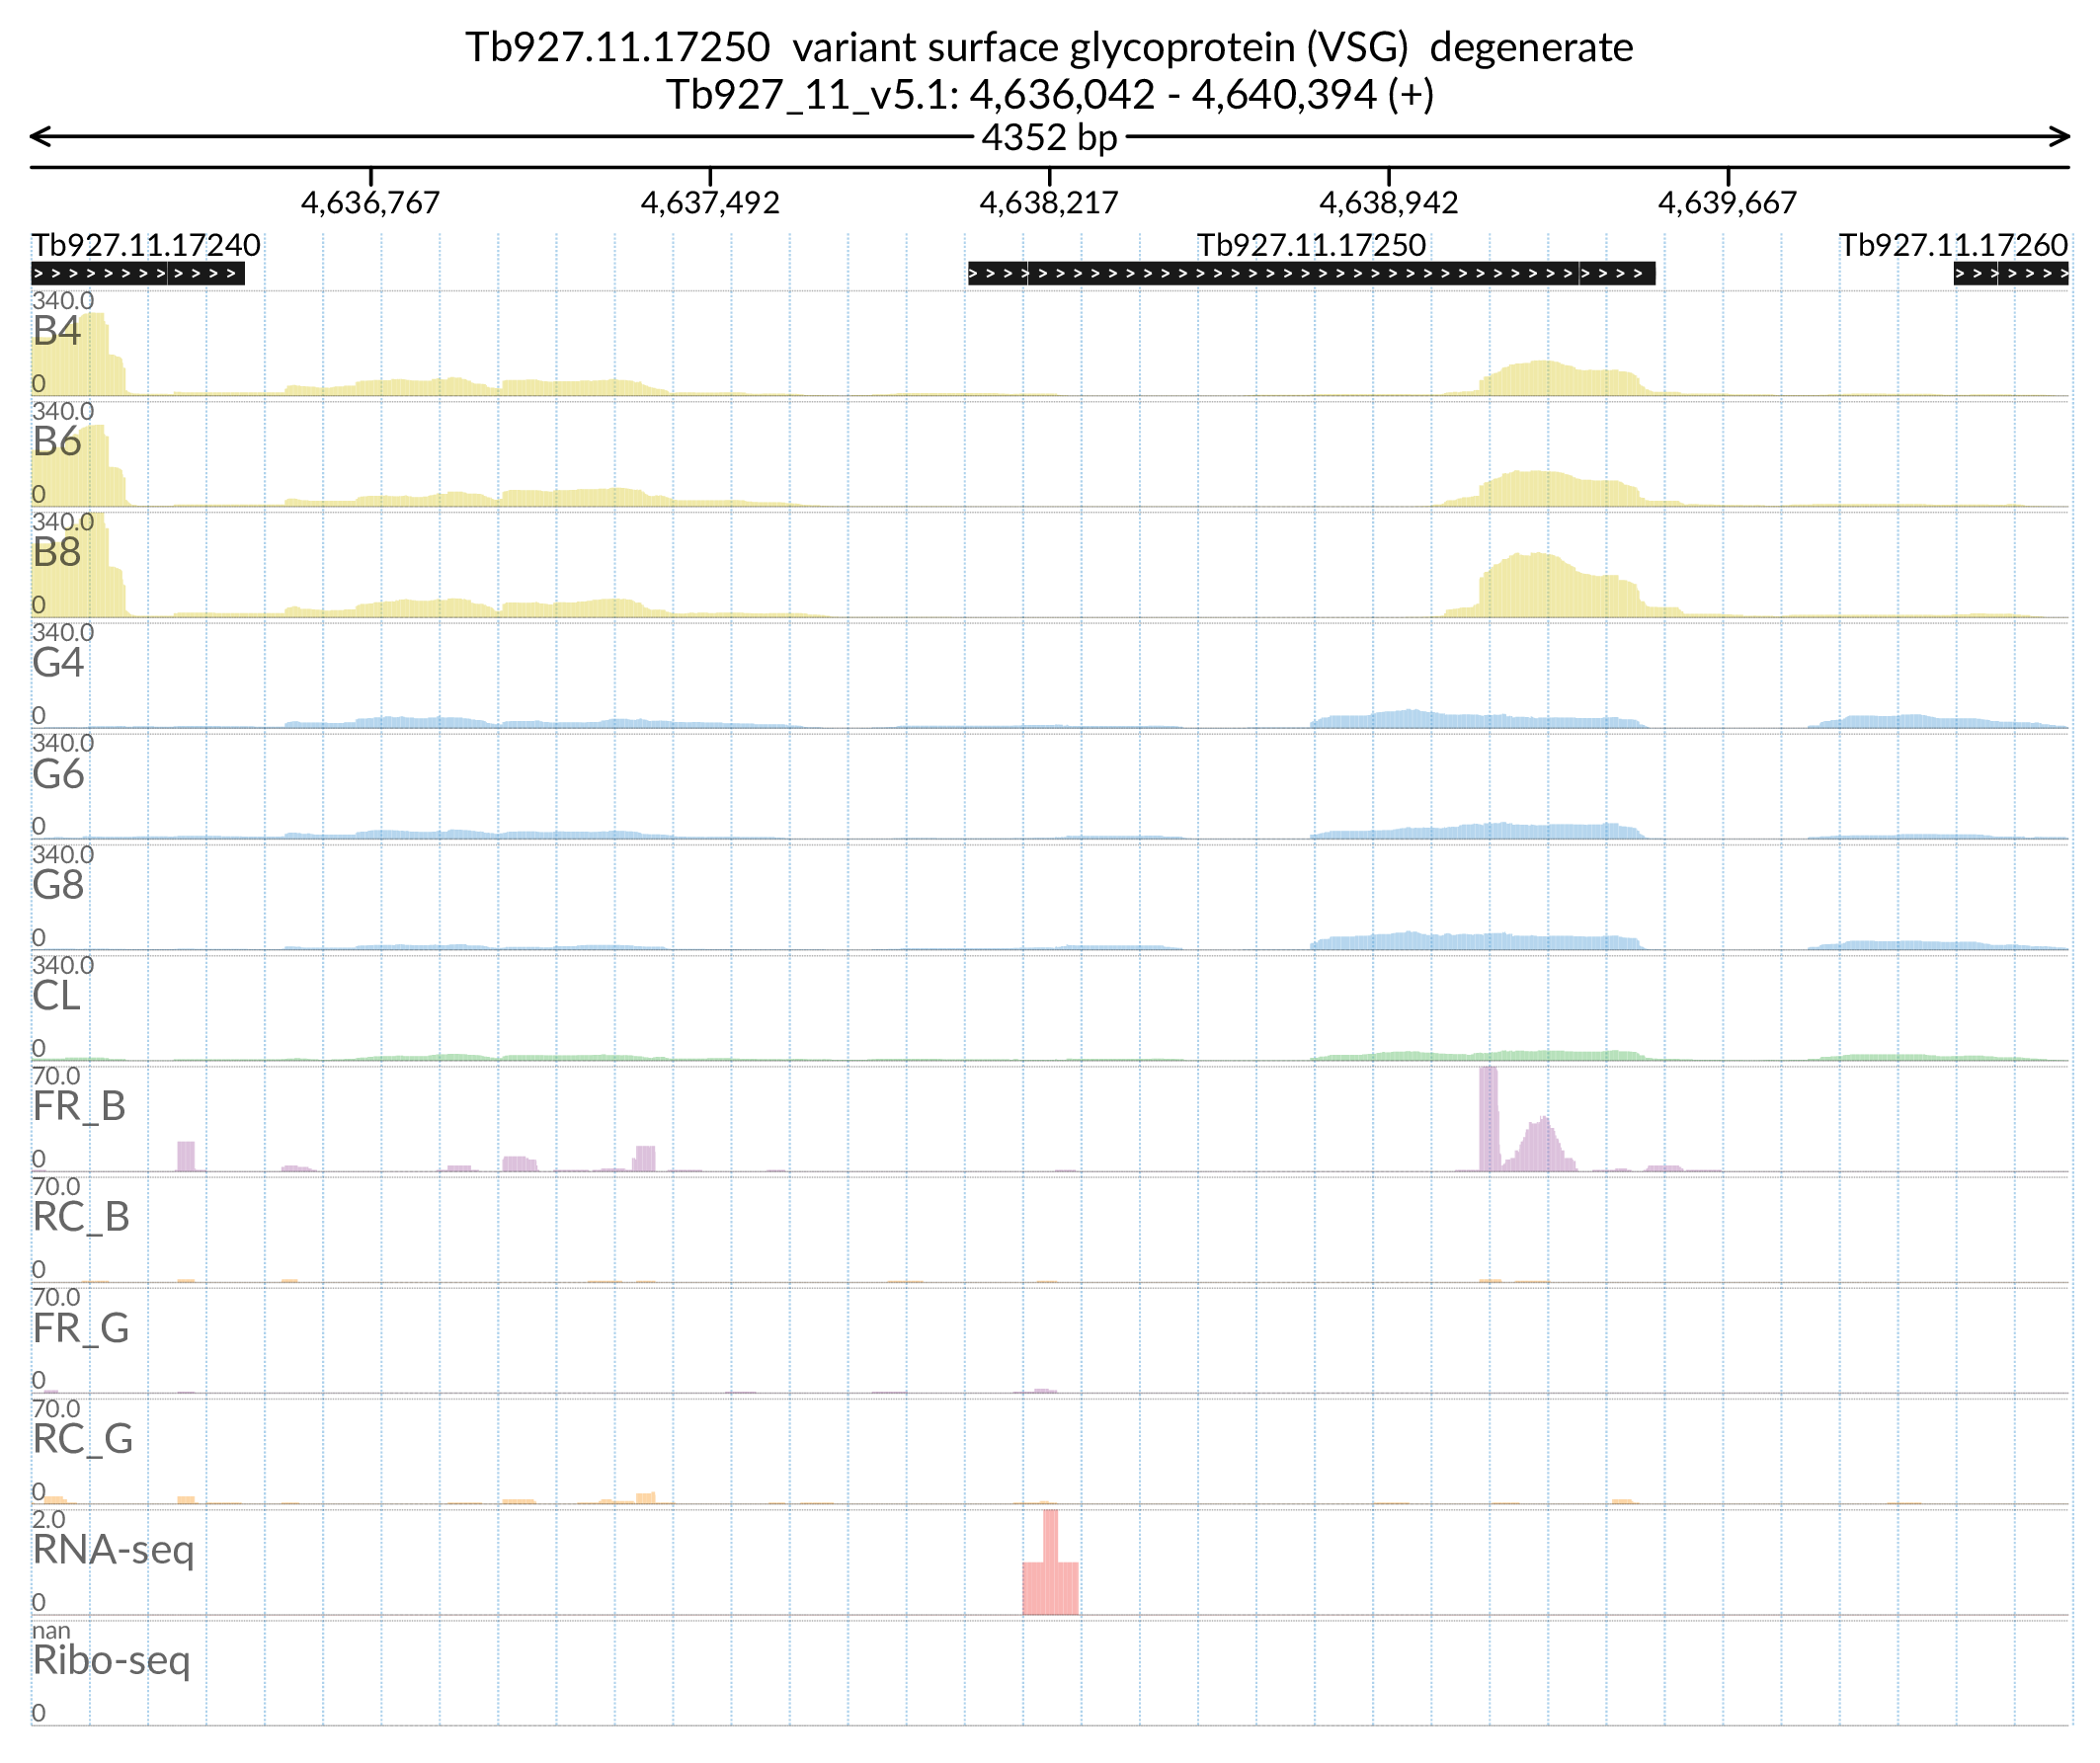 Tb927.11.17250  variant surface glycoprotein (VSG)  degenerate
Tb927_11_v5.1: 4,636,042 - 4,640,394 (+)
4352 bp
4,636,767 4,637,492 4,638,217 4,638,942 4,639,667
Tb927.11.17240 Tb927.11.17250 Tb927.11.17260
340.0
B4
0
340.0
B6
0
340.0
B8
0
340.0
G4
0
340.0
G6
0
340.0
G8
0
340.0
CL
0
70.0
FR_B
0
70.0
RC_B
0
70.0
FR_G
0
70.0
RC_G
0
2.0
RNA-seq
0
nan
Ribo-seq
0